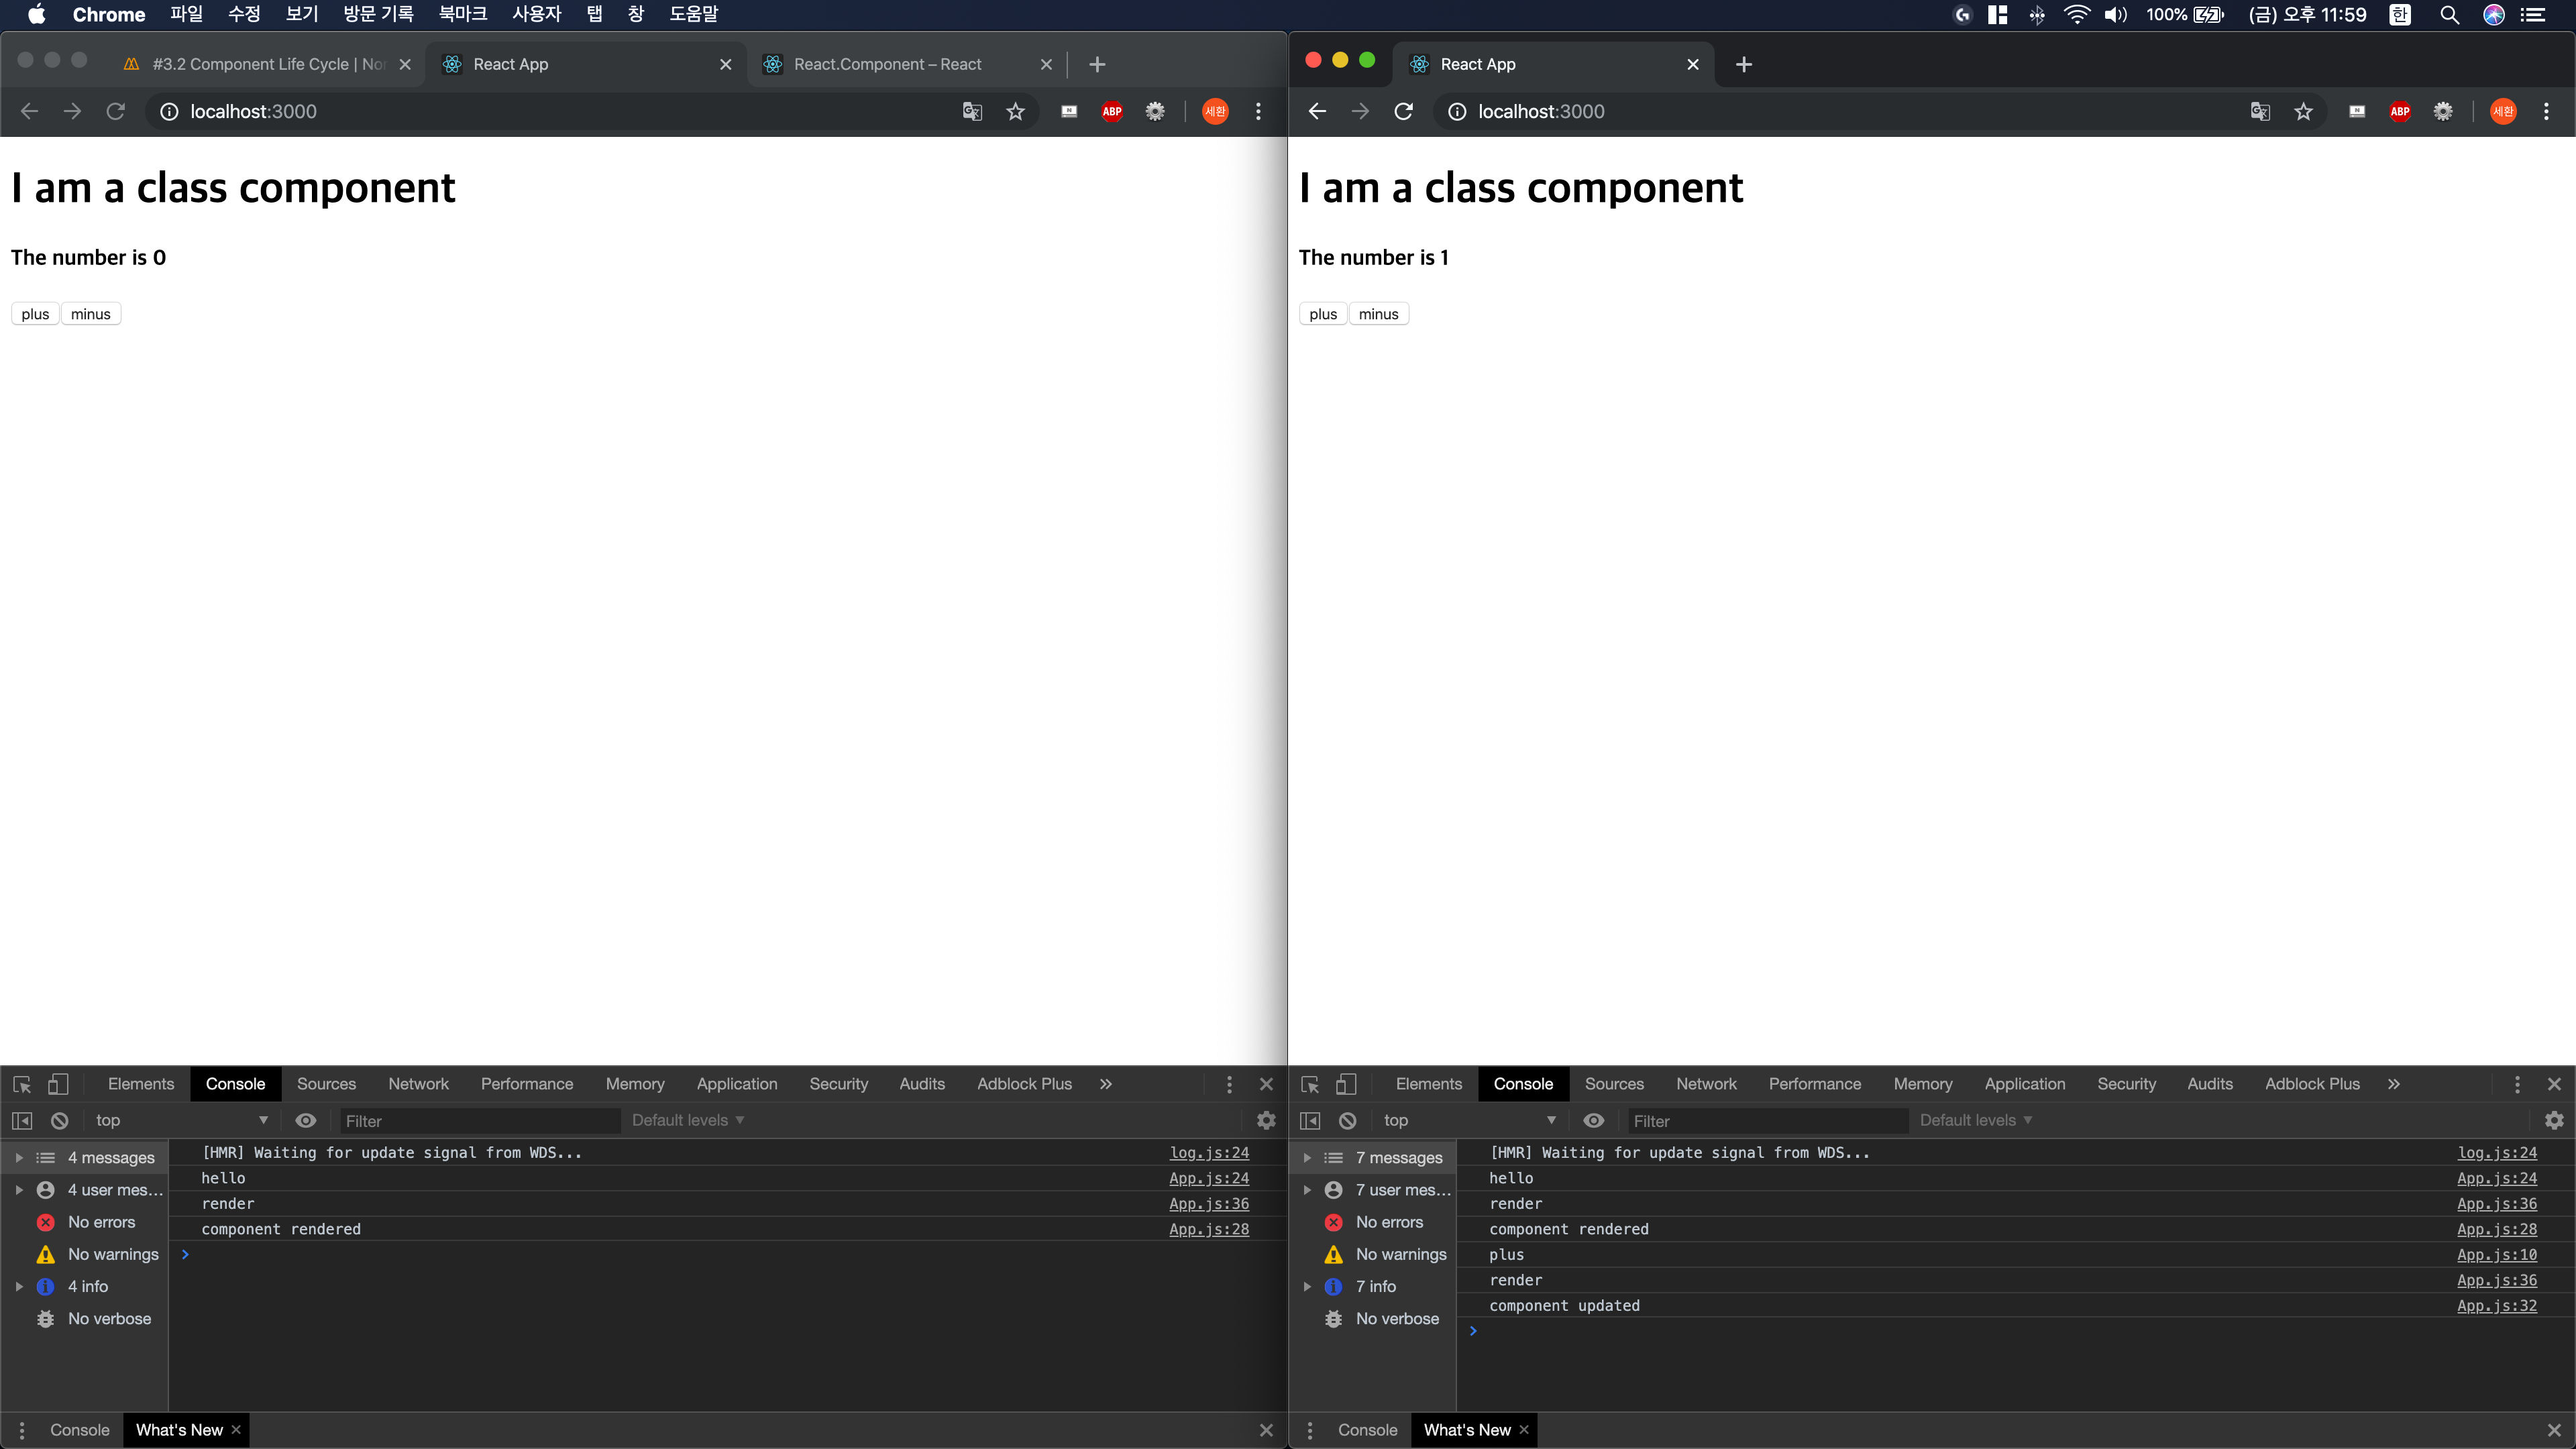 Chrome 파일 수정 보기 방문 기록 북마크 사용자 탭 창 도움말 100% (금) 오후 11:59 한
#3.2 Component Life Cycle | Nor React App React.Component – React
localhost:3000 ABP 세환
I am a class component
The number is 0
plus minus
Elements Console Sources Network Performance Memory Application Security Audits Adblock Plus
top Filter Default levels
4 messages
4 user mes...
No errors
No warnings
4 info
No verbose
[HMR] Waiting for update signal from WDS... log.js:24
hello App.js:24
render App.js:36
component rendered App.js:28
Console What's New
React App
localhost:3000 ABP 세환
I am a class component
The number is 1
plus minus
Elements Console Sources Network Performance Memory Application Security Audits Adblock Plus
top Filter Default levels
7 messages
7 user mes...
No errors
No warnings
7 info
No verbose
[HMR] Waiting for update signal from WDS... log.js:24
hello App.js:24
render App.js:36
component rendered App.js:28
plus App.js:10
render App.js:36
component updated App.js:32
Console What's New